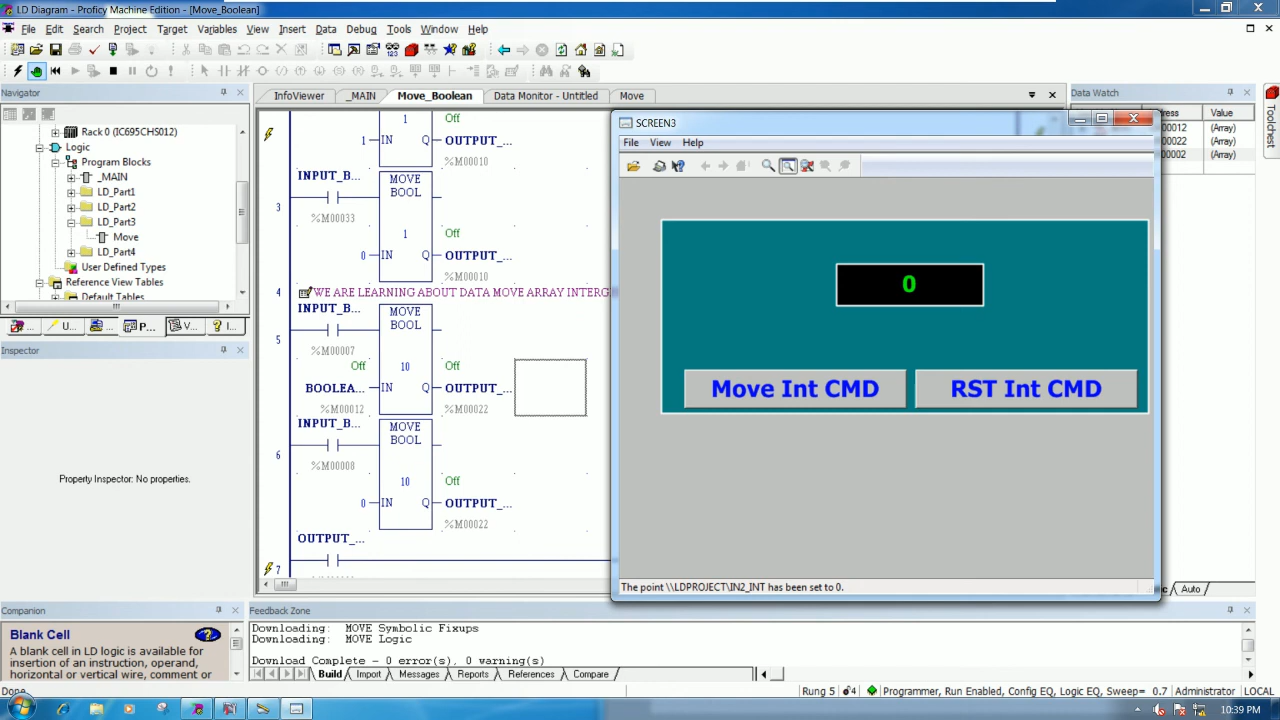 LD Diagram - Proficy Machine Edition - [Move_Boolean]
File Edit Search Project Target Variables View Insert Data Debug Tools Window Help
Navigator
Rack 0 (IC695CHS012)
Logic
Program Blocks
_MAIN
LD_Part1
LD_Part2
LD_Part3
Move
LD_Part4
User Defined Types
Reference View Tables
Default Tables
U... P... V... I...
Inspector
Property Inspector: No properties.
Companion
Blank Cell
A blank cell in LD logic is available for
insertion of an instruction, operand,
horizontal or vertical wire, comment or
InfoViewer _MAIN Move_Boolean Data Monitor - Untitled Move
1 Off
1 IN Q OUTPUT_...
%M00010
INPUT_B... MOVE
BOOL
3
%M00033
1 Off
0 IN Q OUTPUT_...
%M00010
4 WE ARE LEARNING ABOUT DATA MOVE ARRAY INTERG
INPUT_B... MOVE
BOOL
5
%M00007
Off 10 Off
BOOLEA... IN Q OUTPUT_...
%M00012 %M00022
INPUT_B... MOVE
BOOL
6
%M00008
10 Off
0 IN Q OUTPUT_...
%M00022
OUTPUT_...
7
Data Watch
Value
00012 (Array)
00022 (Array)
00002 (Array)
Toolchest
Auto
SCREEN3
File View Help
0
Move Int CMD RST Int CMD
The point \\LDPROJECT\IN2_INT has been set to 0.
Feedback Zone
Downloading: MOVE Symbolic Fixups
Downloading: MOVE Logic
Download Complete - 0 error(s), 0 warning(s)
Build Import Messages Reports References Compare
Done
Rung 5 4 Programmer, Run Enabled, Config EQ, Logic EQ, Sweep= 0.7 Administrator LOCAL
10:39 PM